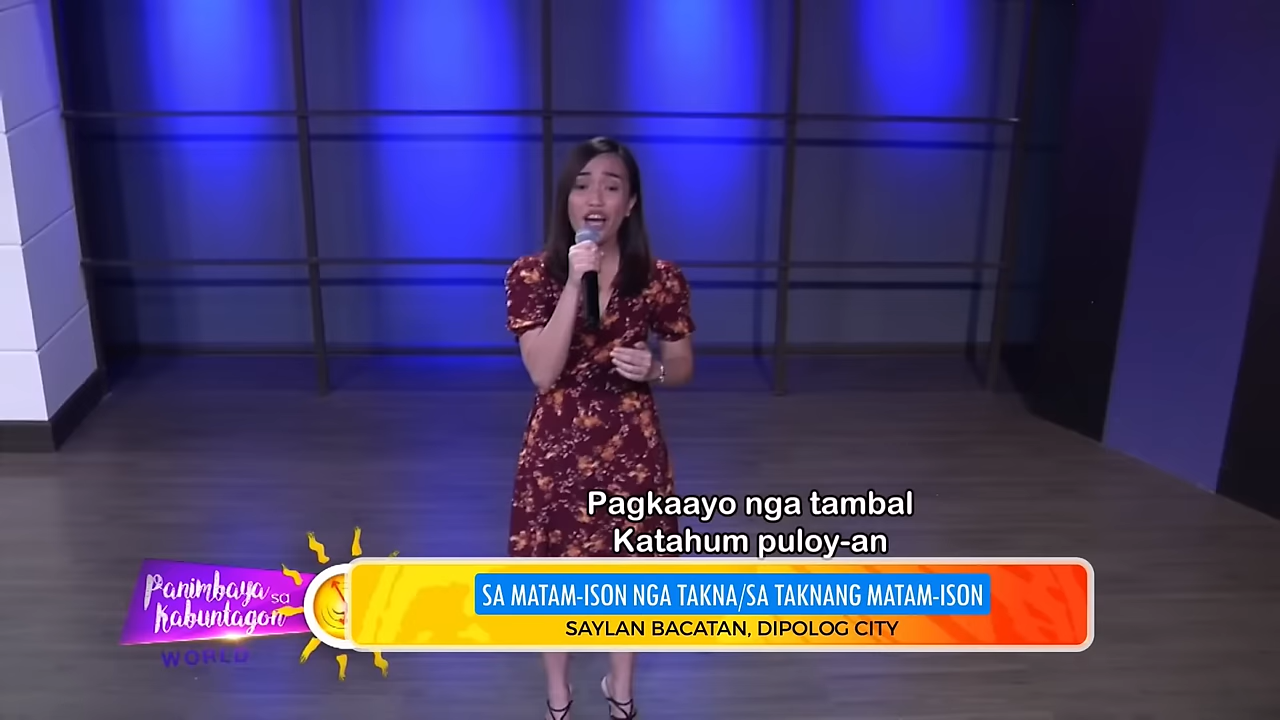 Pagkaayo nga tambal
Katahum puloy-an
Panimbaya sa
Kabuntagon
WORLD
SA MATAM-ISON NGA TAKNA/SA TAKNANG MATAM-ISON
SAYLAN BACATAN, DIPOLOG CITY